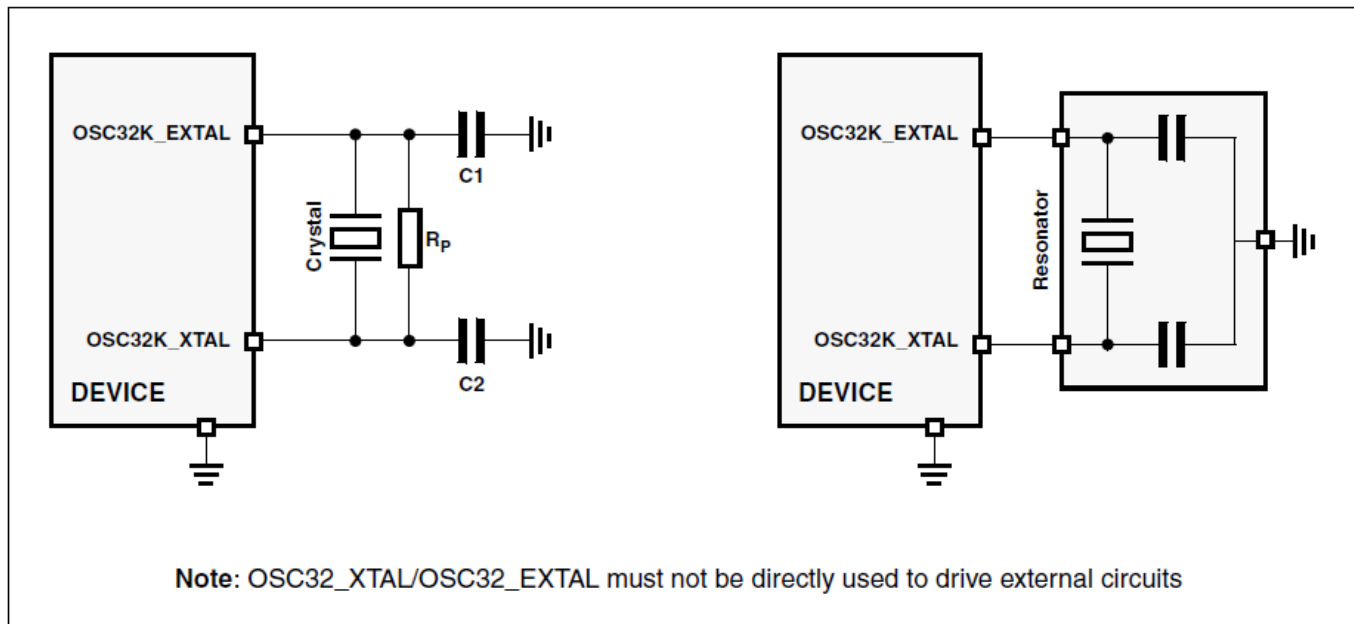 OSC32K_EXTAL
C1
Crystal
RP
OSC32K_XTAL
C2
DEVICE
OSC32K_EXTAL
Resonator
OSC32K_XTAL
DEVICE
Note: OSC32_XTAL/OSC32_EXTAL must not be directly used to drive external circuits